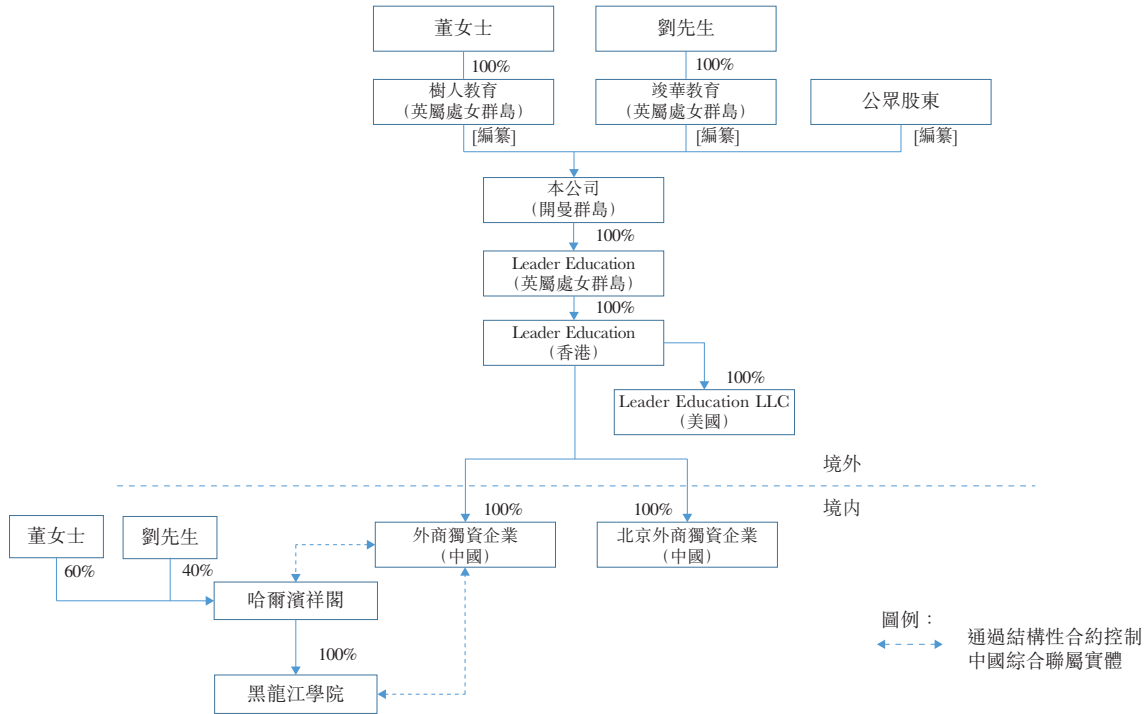 董女士
劉先生
100%
100%
樹人教育
(英屬處女群島)
竣華教育
(英屬處女群島)
公眾股東
[編纂]
[編纂]
[編纂]
本公司
(開曼群島)
100%
Leader Education
(英屬處女群島)
100%
Leader Education
(香港)
100%
Leader Education LLC
(美國)
境外
境内
100%
100%
董女士
劉先生
外商獨資企業
(中國)
北京外商獨資企業
(中國)
60%
40%
哈爾濱祥閣
100%
黑龍江學院
圖例：
通過結構性合約控制
中國綜合聯屬實體